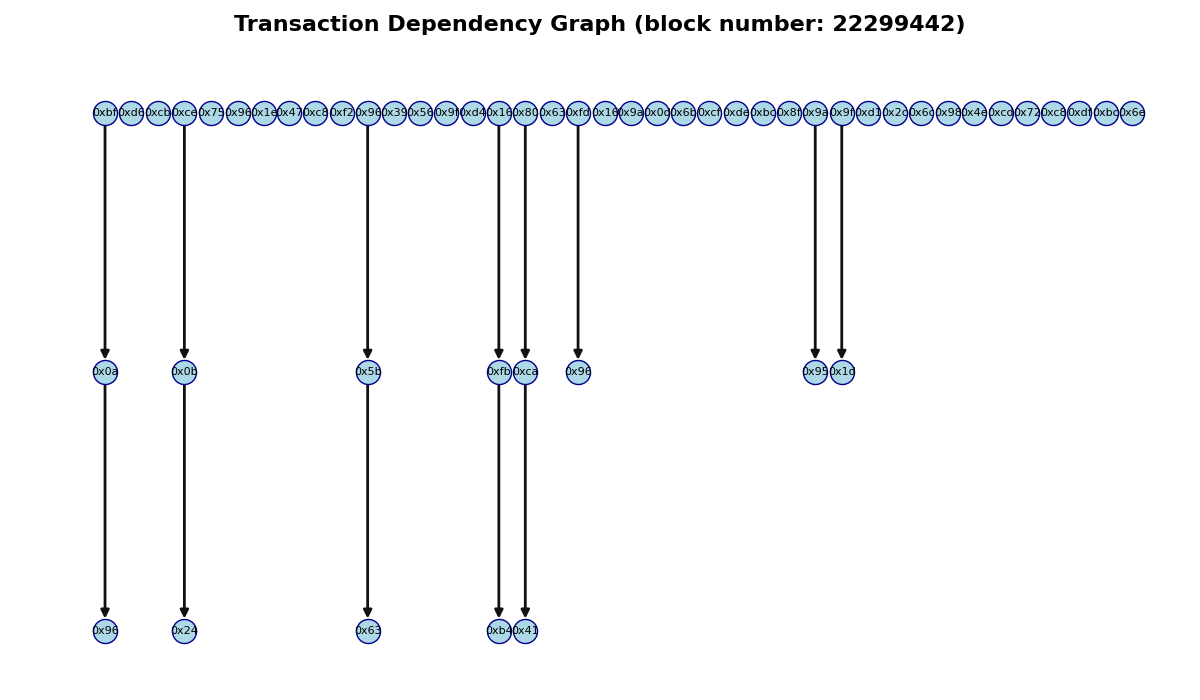 Transaction Dependency Graph (block number: 22299442)
0xbf 0xd6 0xcb 0xce 0x75 0x96 0x1e 0x47 0xc8 0xf2 0x96 0x39 0x56 0x9f 0xd4 0x16 0x80 0x63 0xfd 0x16 0x9a 0x0d 0x6b 0xcf 0xde 0xbc 0x8f 0x9a 0x9f 0xd1 0x2c 0x6c 0x98 0x4e 0xcd 0x72 0xc8 0xdf 0xbc 0x6e
0x0a 0x0b 0x5b 0xfb 0xca 0x96 0x95 0x1d
0x96 0x24 0x63 0xb4 0x41